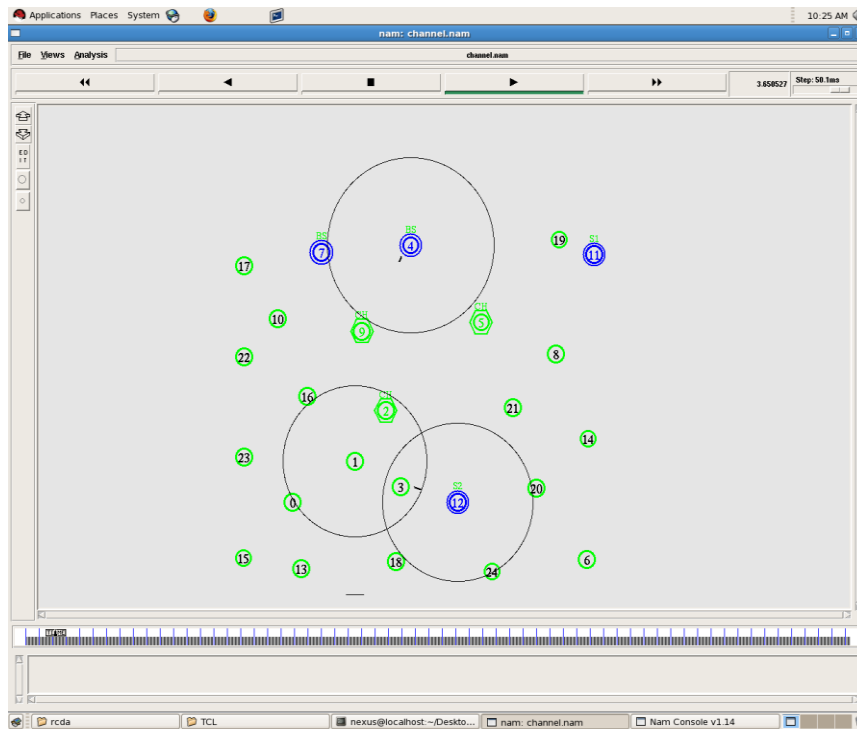 Applications Places System 10:25 AM
nam: channel.nam
File Views Analysis channel.nam
3.650527 Step: 50.1ms
ED
IT
BS BS S1
7 4 19 11
17
CH CH
10 9 5
22 8
CH
16 2 21
14
23 1
S2
3 20
0 12
15 13 18 24 6
rcda TCL nexus@localhost:~/Deskto... nam: channel.nam Nam Console v1.14